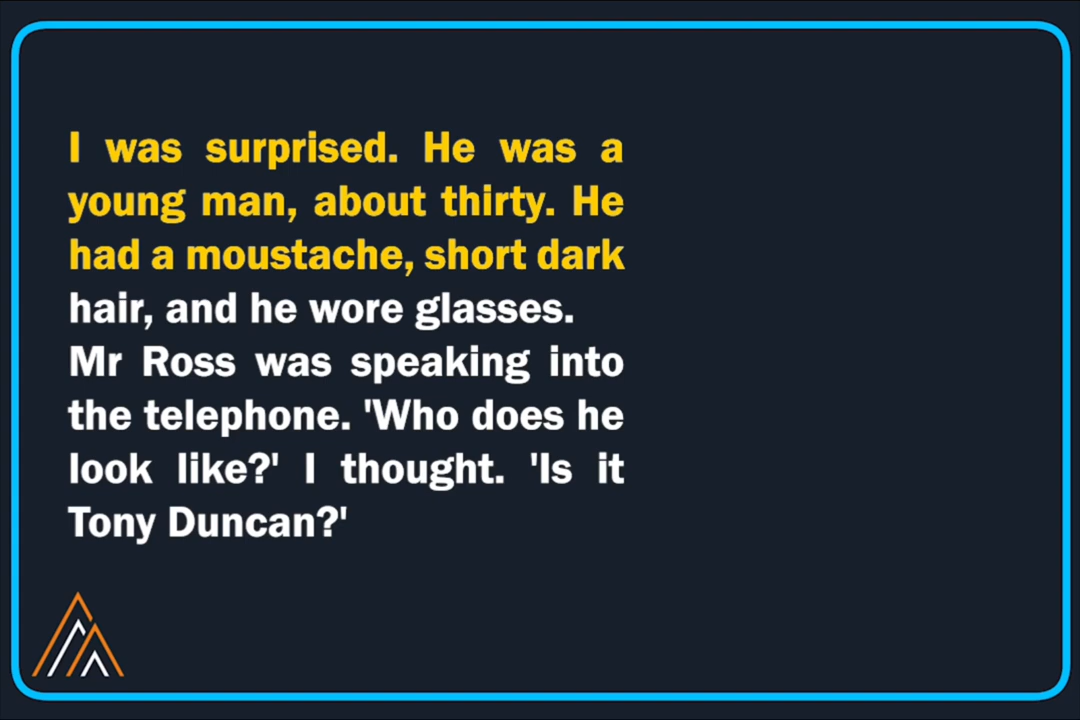 I was surprised. He was a
young man, about thirty. He
had a moustache, short dark
hair, and he wore glasses.
Mr Ross was speaking into
the telephone. 'Who does he
look like?' I thought. 'Is it
Tony Duncan?'